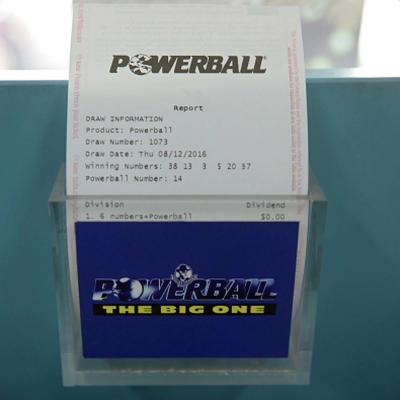 POWERBALL
Report
DRAW INFORMATION
Product: Powerball
Draw Number: 1073
Draw Date: Thu 08/12/2016
Winning Numbers: 38 13 3 5 20 37
Powerball Number: 14
Division Dividend
1. 6 numbers+Powerball $0.00
POWERBALL
THE BIG ONE